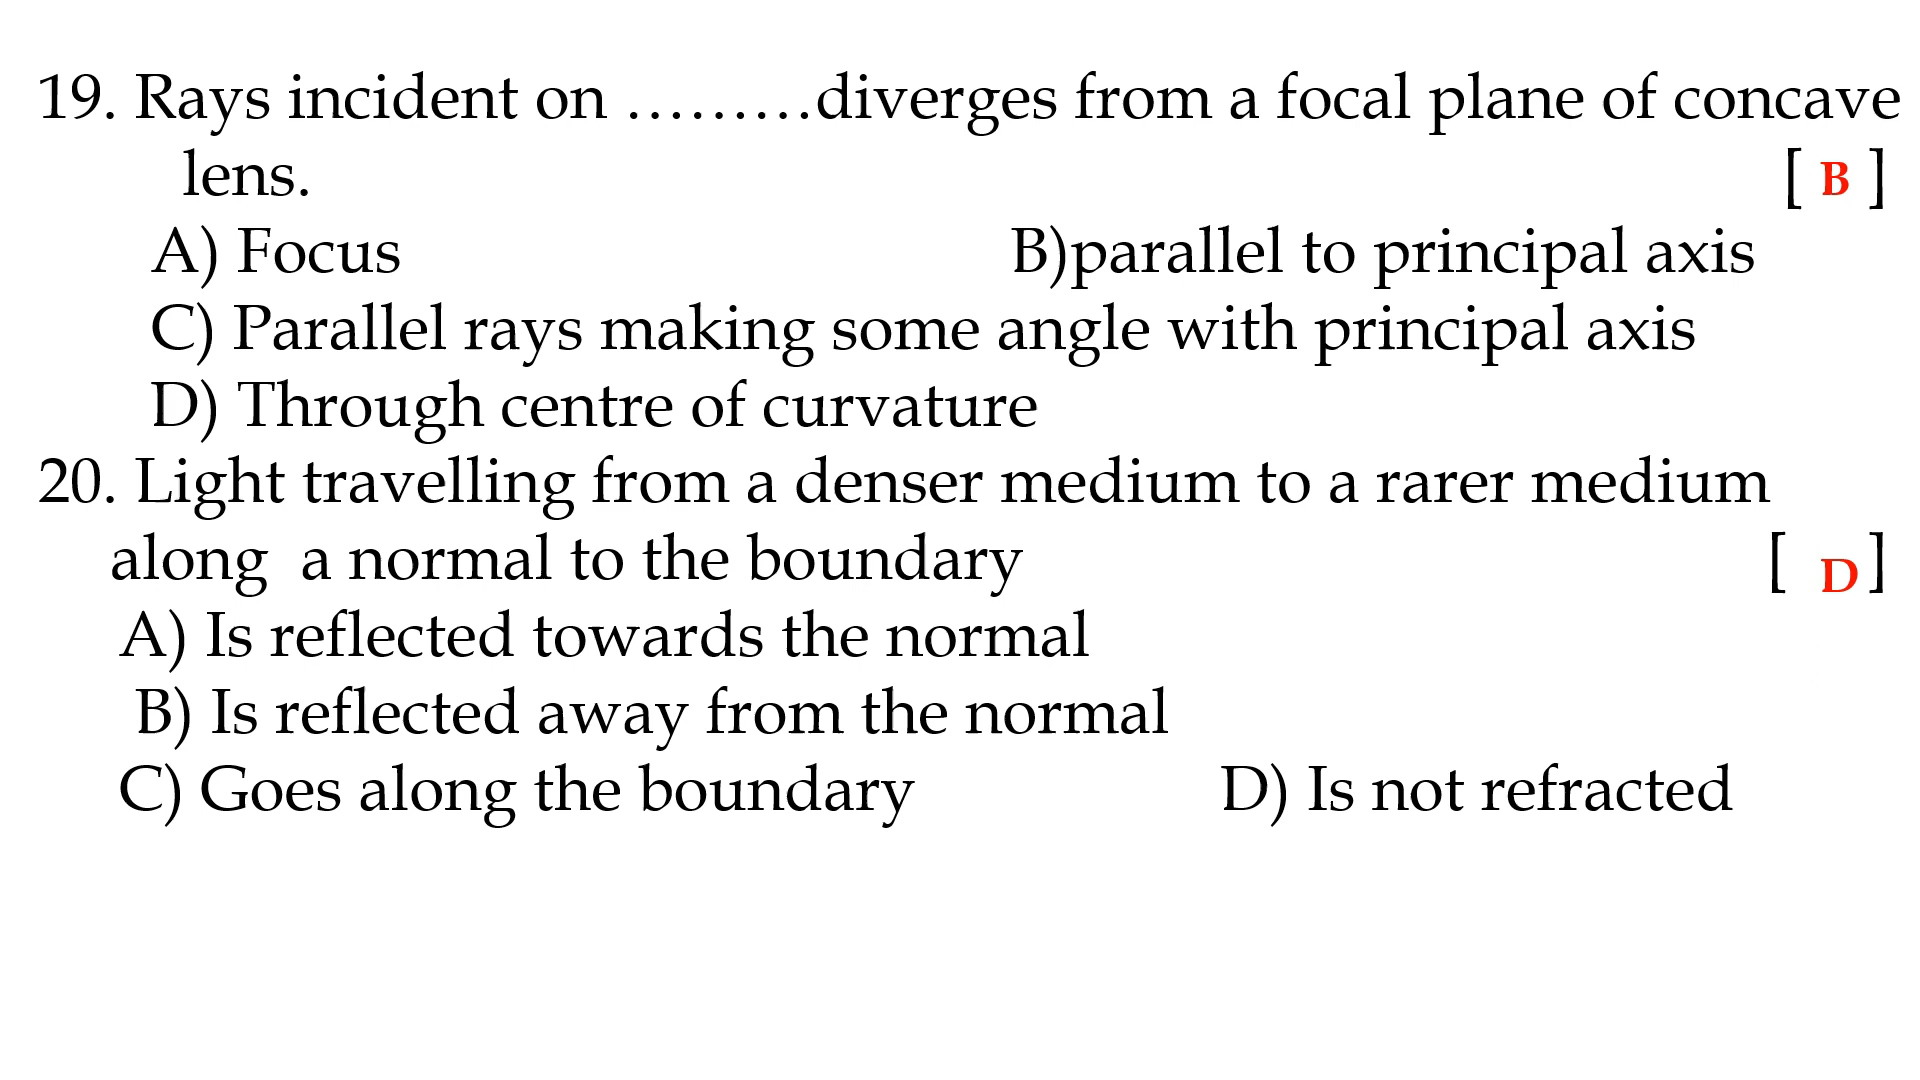 19. Rays incident on ………diverges from a focal plane of concave
lens. [ B ]
A) Focus B)parallel to principal axis
C) Parallel rays making some angle with principal axis
D) Through centre of curvature
20. Light travelling from a denser medium to a rarer medium
along a normal to the boundary [ D ]
A) Is reflected towards the normal
B) Is reflected away from the normal
C) Goes along the boundary D) Is not refracted